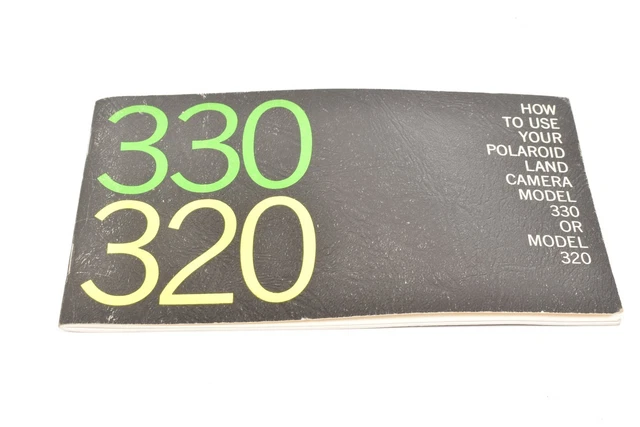 330
320
HOW
TO USE
YOUR
POLAROID
LAND
CAMERA
MODEL
330
OR
MODEL
320